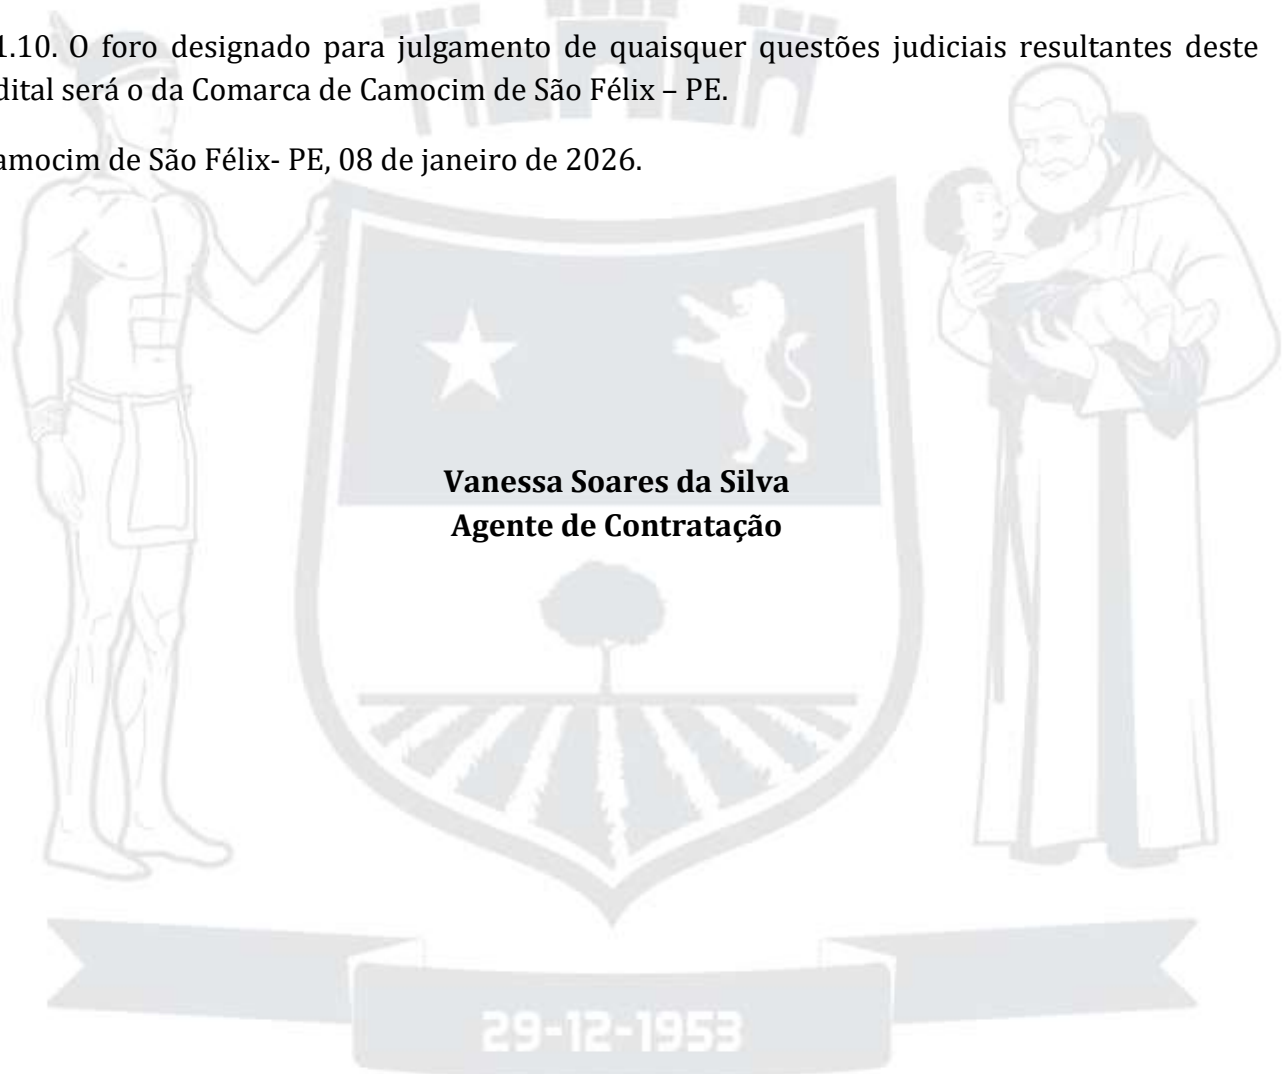 1.10. O foro designado para julgamento de quaisquer questões judiciais resultantes deste
dital será o da Comarca de Camocim de São Félix – PE.
amocim de São Félix- PE, 08 de janeiro de 2026.
Vanessa Soares da Silva
Agente de Contratação
29-12-1953